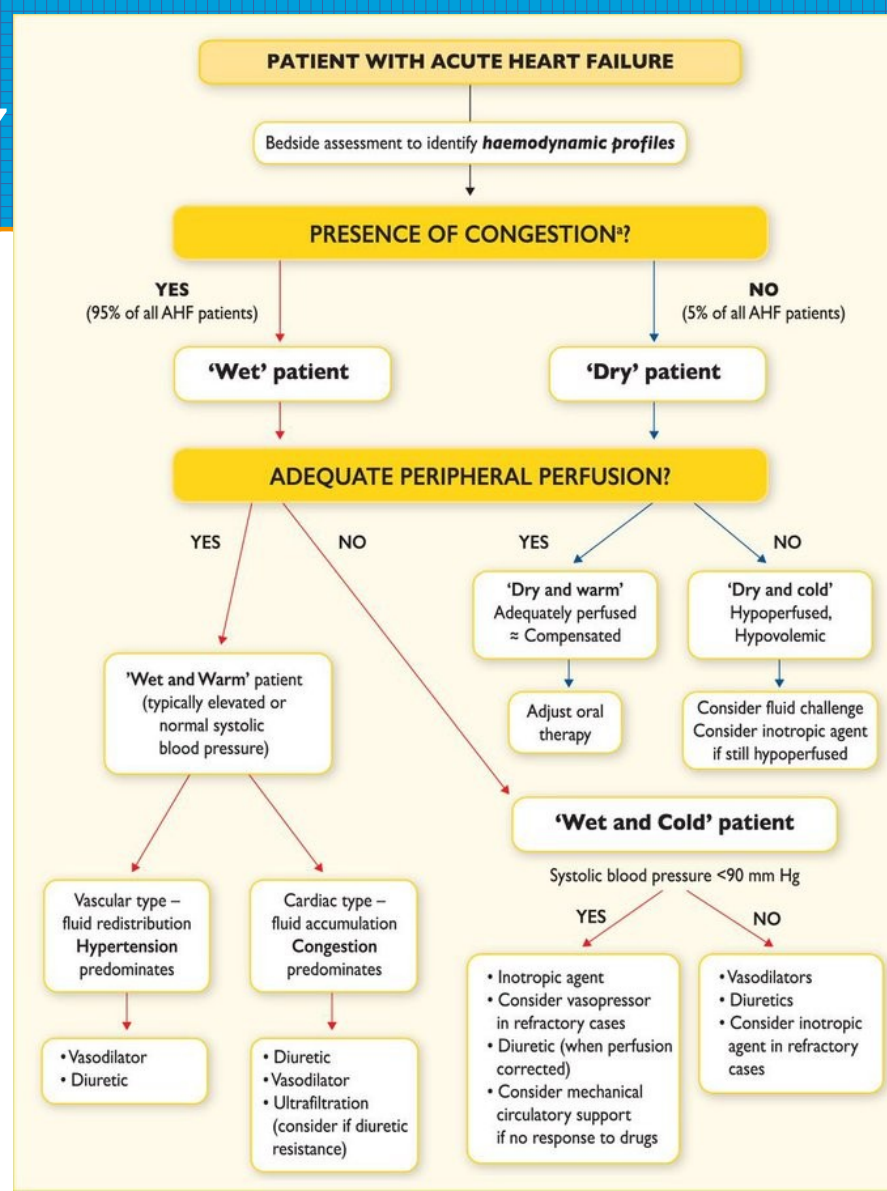 PATIENT WITH ACUTE HEART FAILURE
Bedside assessment to identify haemodynamic profiles
PRESENCE OF CONGESTIONª?
YES
(95% of all AHF patients)
NO
(5% of all AHF patients)
‘Wet’ patient
‘Dry’ patient
ADEQUATE PERIPHERAL PERFUSION?
YES
NO
YES
NO
‘Dry and warm’
Adequately perfused
≈ Compensated
‘Dry and cold’
Hypoperfused,
Hypovolemic
'Wet and Warm’ patient
(typically elevated or
normal systolic
blood pressure)
Adjust oral
therapy
Consider fluid challenge
Consider inotropic agent
if still hypoperfused
‘Wet and Cold’ patient
Systolic blood pressure <90 mm Hg
Vascular type –
fluid redistribution
Hypertension
predominates
Cardiac type –
fluid accumulation
Congestion
predominates
YES
NO
• Vasodilator
• Diuretic
• Diuretic
• Vasodilator
• Ultrafiltration
(consider if diuretic
resistance)
• Inotropic agent
• Consider vasopressor
in refractory cases
• Diuretic (when perfusion
corrected)
• Consider mechanical
circulatory support
if no response to drugs
• Vasodilators
• Diuretics
• Consider inotropic
agent in refractory
cases